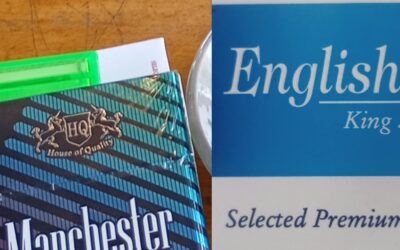 HQ
House of Quality
Manchester
English
King
Selected Premium